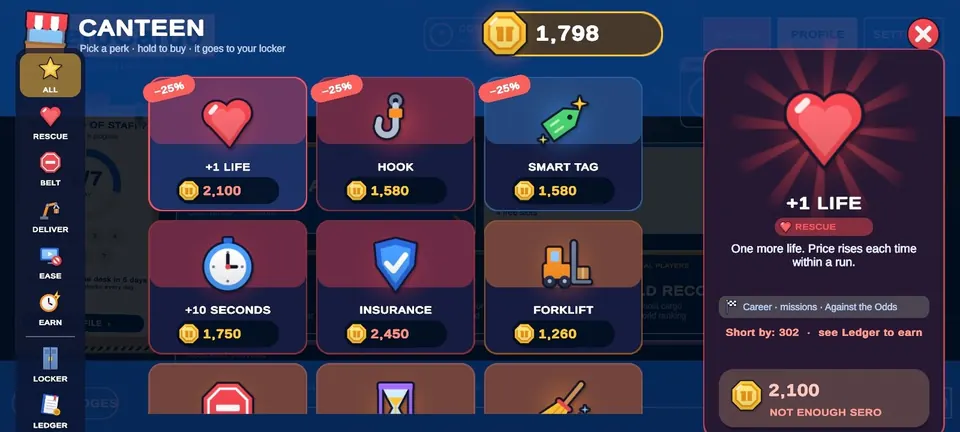 CANTEEN
Pick a perk · hold to buy · it goes to your locker
1,798
PROFILE
ALL
RESCUE
BELT
DELIVER
EASE
EARN
LOCKER
LEDGER
–25%
+1 LIFE
2,100
–25%
HOOK
1,580
–25%
SMART TAG
1,580
+10 SECONDS
1,750
INSURANCE
2,450
FORKLIFT
1,260
+1 LIFE
RESCUE
One more life. Price rises each time
within a run.
Career · missions · Against the Odds
Short by: 302 · see Ledger to earn
2,100
NOT ENOUGH SERO